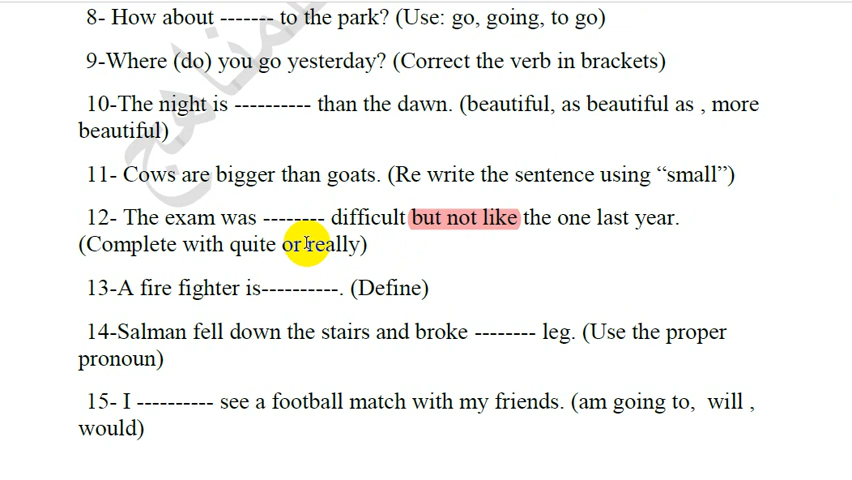 8- How about ------- to the park? (Use: go, going, to go)
9-Where (do) you go yesterday? (Correct the verb in brackets)
10-The night is ---------- than the dawn. (beautiful, as beautiful as , more
beautiful)
11- Cows are bigger than goats. (Re write the sentence using “small”)
12- The exam was -------- difficult but not like the one last year.
(Complete with quite or really)
13-A fire fighter is----------. (Define)
14-Salman fell down the stairs and broke -------- leg. (Use the proper
pronoun)
15- I ---------- see a football match with my friends. (am going to, will ,
would)